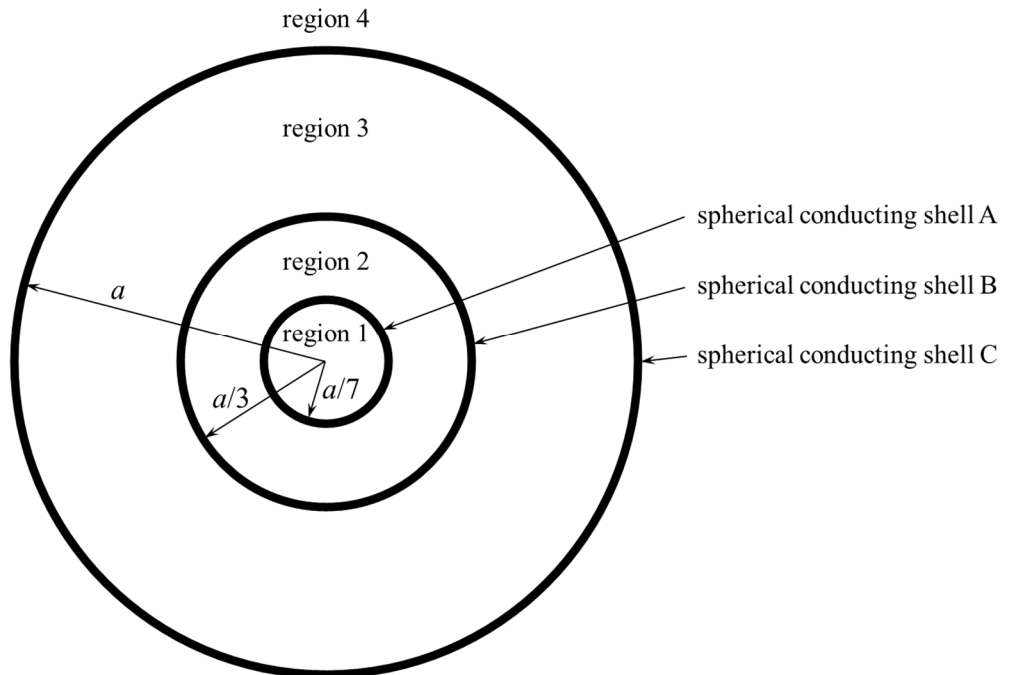 region 4
region 3
spherical conducting shell A
region 2
spherical conducting shell B
a
region 1
spherical conducting shell C
a/3
a/7